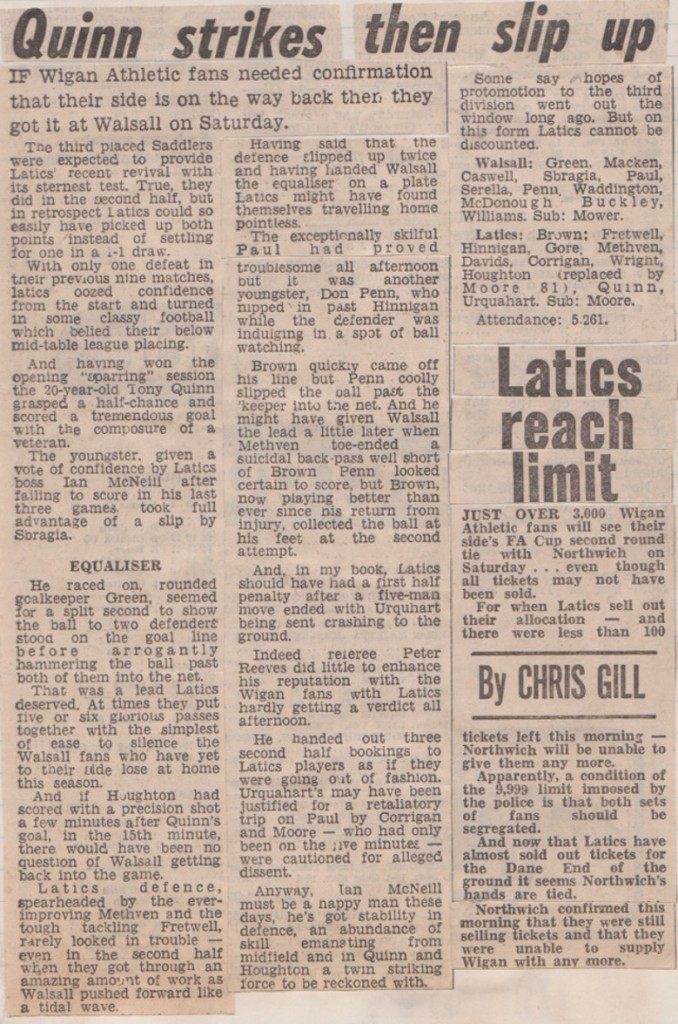 Quinn strikes then slip up
IF Wigan Athletic fans needed confirmation
that their side is on the way back then they
got it at Walsall on Saturday.
The third placed Saddlers
were expected to provide
Latics' recent revival with
its sternest test. True, they
did in the second half, but
in retrospect Latics could so
easily have picked up both
points instead of settling
for one in a 1-1 draw.
With only one defeat in
their previous nine matches,
latics oozed confidence
from the start and turned
in some classy football
which belied their below
mid-table league placing.
And having won the
opening "sparring" session
the 20-year-old Tony Quinn
grasped a half-chance and
scored a tremendous goal
with the composure of a
veteran.
The youngster, given a
vote of confidence by Latics
boss Ian McNeill after
failing to score in his last
three games took full
advantage of a slip by
Sbragia.
EQUALISER
He raced on, rounded
goalkeeper Green, seemed
for a split second to show
the ball to two defenders
stood on the goal line
before arrogantly
hammering the ball past
both of them into the net.
That was a lead Latics
deserved. At times they put
five or six glorious passes
together with the simplest
of ease to silence the
Walsall fans who have yet
to their side lose at home
this season.
And if Houghton had
scored with a precision shot
a few minutes after Quinn's
goal, in the 15th minute,
there would have been no
question of Walsall getting
back into the game.
Latics defence,
spearheaded by the ever-
improving Methven and the
tough tackling Fretwell,
rarely looked in trouble —
even in the second half
when they got through an
amazing amount of work as
Walsall pushed forward like
a tidal wave.
Having said that the
defence slipped up twice
and having handed Walsall
the equaliser on a plate
Latics might have found
themselves travelling home
pointless.
The exceptionally skilful
Paul had proved
troublesome all afternoon
but it was another
youngster, Don Penn, who
nipped in past Hinnigan
while the defender was
indulging in a spot of ball
watching.
Brown quickly came off
his line but Penn coolly
slipped the ball past the
'keeper into the net. And he
might have given Walsall
the lead a little later when
Methven toe-ended a
suicidal back-pass well short
of Brown Penn looked
certain to score, but Brown,
now playing better than
ever since his return from
injury, collected the ball at
his feet at the second
attempt.
And, in my book, Latics
should have had a first half
penalty after a five-man
move ended with Urquhart
being sent crashing to the
ground.
Indeed referee Peter
Reeves did little to enhance
his reputation with the
Wigan fans with Latics
hardly getting a verdict all
afternoon.
He handed out three
second half bookings to
Latics players as if they
were going out of fashion.
Urquahart's may have been
justified for a retaliatory
trip on Paul by Corrigan
and Moore — who had only
been on the five minutes —
were cautioned for alleged
dissent.
Anyway, Ian McNeill
must be a happy man these
days, he's got stability in
defence, an abundance of
skill emanating from
midfield and in Quinn and
Houghton a twin striking
force to be reckoned with.
Some say hopes of
protomotion to the third
division went out the
window long ago. But on
this form Latics cannot be
discounted.
Walsall: Green, Macken,
Caswell, Sbragia, Paul,
Serella, Penn, Waddington,
McDonough Buckley,
Williams. Sub: Mower.
Latics: Brown; Fretwell,
Hinnigan, Gore, Methven,
Davids, Corrigan, Wright,
Houghton (replaced by
Moore 81), Quinn,
Urquahart. Sub: Moore.
Attendance: 5.261.
Latics
reach
limit
JUST OVER 3,000 Wigan
Athletic fans will see their
side's FA Cup second round
tie with Northwich on
Saturday . . . even though
all tickets may not have
been sold.
For when Latics sell out
their allocation — and
there were less than 100
By CHRIS GILL
tickets left this morning —
Northwich will be unable to
give them any more.
Apparently, a condition of
the 9,999 limit imposed by
the police is that both sets
of fans should be
segregated.
And now that Latics have
almost sold out tickets for
the Dane End of the
ground it seems Northwich's
hands are tied.
Northwich confirmed this
morning that they were still
selling tickets and that they
were unable to supply
Wigan with any more.